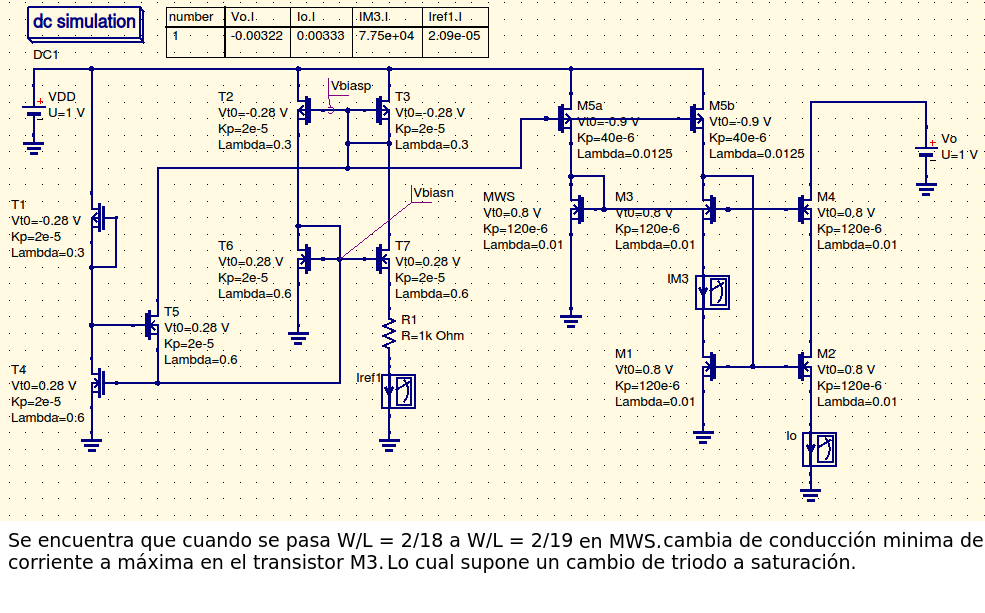 dc simulation
DC1
number Vo.I Io.I IM3.I Iref1.I
1 -0.00322 0.00333 7.75e+04 2.09e-05
VDD
U=1 V
T2
Vt0=-0.28 V
Kp=2e-5
Lambda=0.3
Vbiasp
T3
Vt0=-0.28 V
Kp=2e-5
Lambda=0.3
M5a
Vt0=-0.9 V
Kp=40e-6
Lambda=0.0125
M5b
Vt0=-0.9 V
Kp=40e-6
Lambda=0.0125
Vo
U=1 V
T1
Vt0=-0.28 V
Kp=2e-5
Lambda=0.3
Vbiasn
MWS
Vt0=0.8 V
Kp=120e-6
Lambda=0.01
M3
Vt0=0.8 V
Kp=120e-6
Lambda=0.01
M4
Vt0=0.8 V
Kp=120e-6
Lambda=0.01
T6
Vt0=0.28 V
Kp=2e-5
Lambda=0.6
T7
Vt0=0.28 V
Kp=2e-5
Lambda=0.6
IM3
T5
Vt0=0.28 V
Kp=2e-5
Lambda=0.6
R1
R=1k Ohm
T4
Vt0=0.28 V
Kp=2e-5
Lambda=0.6
Iref1
M1
Vt0=0.8 V
Kp=120e-6
Lambda=0.01
M2
Vt0=0.8 V
Kp=120e-6
Lambda=0.01
Io
Se encuentra que cuando se pasa W/L = 2/18 a W/L = 2/19 en MWS.cambia de conducción minima de
corriente a máxima en el transistor M3. Lo cual supone un cambio de triodo a saturación.